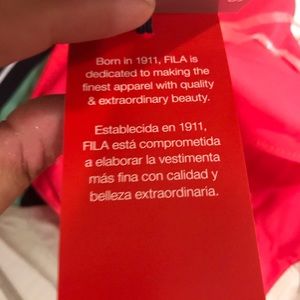 Born in 1911, FILA is
dedicated to making the
finest apparel with quality
& extraordinary beauty.
Establecida en 1911,
FILA está comprometida
a elaborar la vestimenta
más fina con calidad y
belleza extraordinaria.